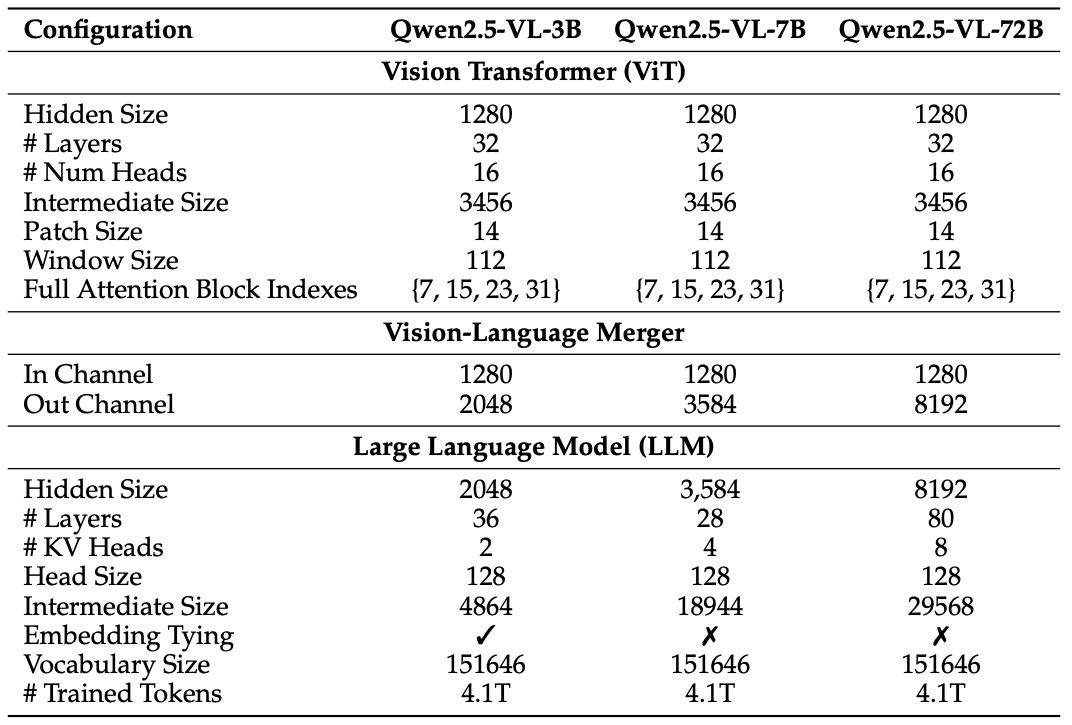 Configuration Qwen2.5-VL-3B Qwen2.5-VL-7B Qwen2.5-VL-72B
Vision Transformer (ViT)
Hidden Size 1280 1280 1280
# Layers 32 32 32
# Num Heads 16 16 16
Intermediate Size 3456 3456 3456
Patch Size 14 14 14
Window Size 112 112 112
Full Attention Block Indexes {7, 15, 23, 31} {7, 15, 23, 31} {7, 15, 23, 31}
Vision-Language Merger
In Channel 1280 1280 1280
Out Channel 2048 3584 8192
Large Language Model (LLM)
Hidden Size 2048 3,584 8192
# Layers 36 28 80
# KV Heads 2 4 8
Head Size 128 128 128
Intermediate Size 4864 18944 29568
Embedding Tying ✓ ✗ ✗
Vocabulary Size 151646 151646 151646
# Trained Tokens 4.1T 4.1T 4.1T